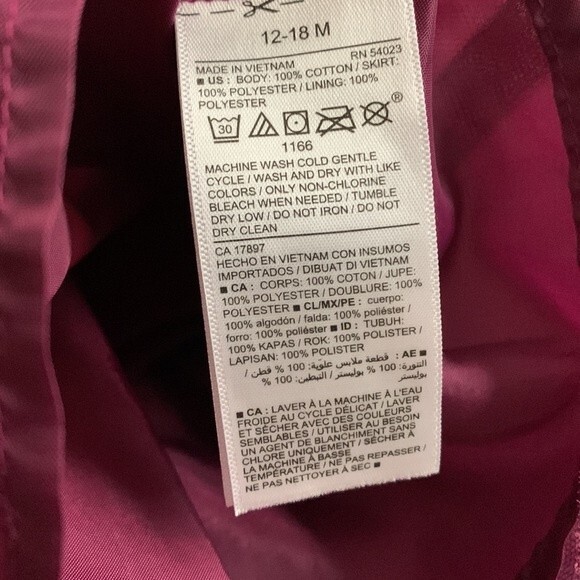 12-18 M
MADE IN VIETNAM RN 54023
■ US : BODY: 100% COTTON / SKIRT:
100% POLYESTER / LINING: 100%
POLYESTER
30 ®
1166
MACHINE WASH COLD GENTLE
CYCLE / WASH AND DRY WITH LIKE
COLORS / ONLY NON-CHLORINE
BLEACH WHEN NEEDED / TUMBLE
DRY LOW / DO NOT IRON / DO NOT
DRY CLEAN
CA 17897
HECHO EN VIETNAM CON INSUMOS
IMPORTADOS / DIBUAT DI VIETNAM
■ CA : CORPS: 100% COTON / JUPE:
100% POLYESTER / DOUBLURE: 100%
POLYESTER ■ CL/MX/PE : cuerpo:
100% algodón / falda: 100% poliéster /
forro: 100% poliéster ■ ID : TUBUH:
100% KAPAS / ROK: 100% POLISTER /
LAPISAN: 100% POLISTER
■ AE : قطعة ملابس علوية: 100 % قطن /
التنورة: 100 % بوليستر / التبطين: 100 %
بوليستر
■ CA : LAVER À LA MACHINE À L'EAU
FROIDE AU CYCLE DÉLICAT / LAVER
ET SÉCHER AVEC DES COULEURS
SEMBLABLES / UTILISER AU BESOIN
UN AGENT DE BLANCHIMENT SANS
CHLORE UNIQUEMENT / SÉCHER À
LA MACHINE À BASSE
TEMPÉRATURE / NE PAS REPASSER /
NE PAS NETTOYER À SEC ■